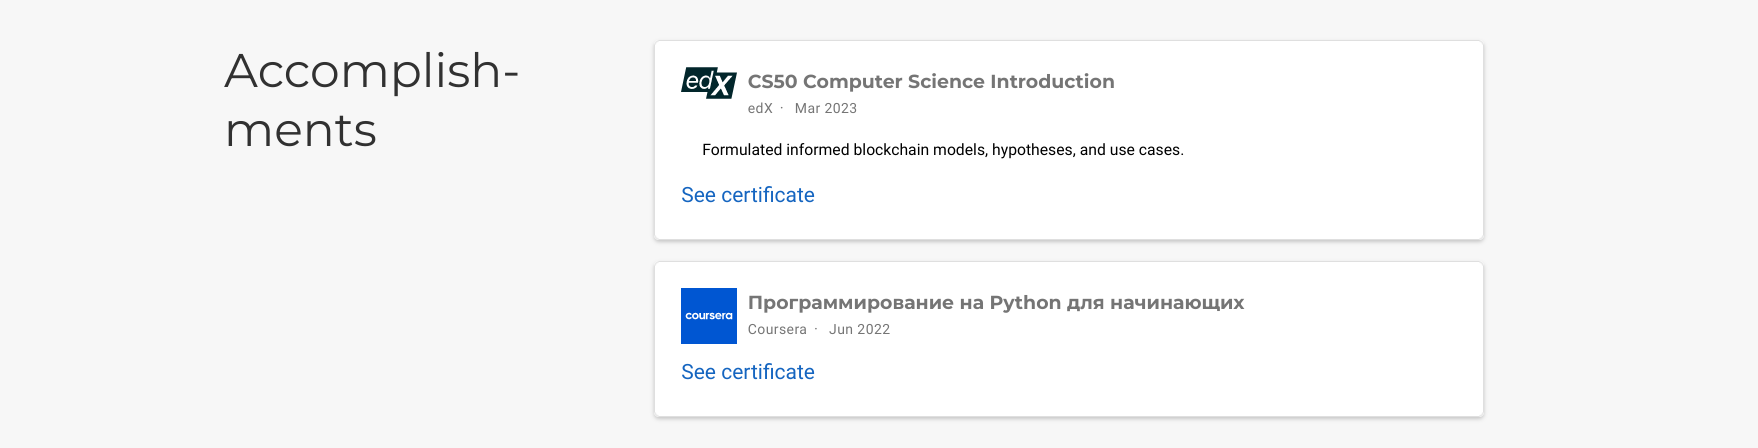 Accomplish-
ments
edX
CS50 Computer Science Introduction
edX · Mar 2023
Formulated informed blockchain models, hypotheses, and use cases.
See certificate
coursera
Программирование на Python для начинающих
Coursera · Jun 2022
See certificate